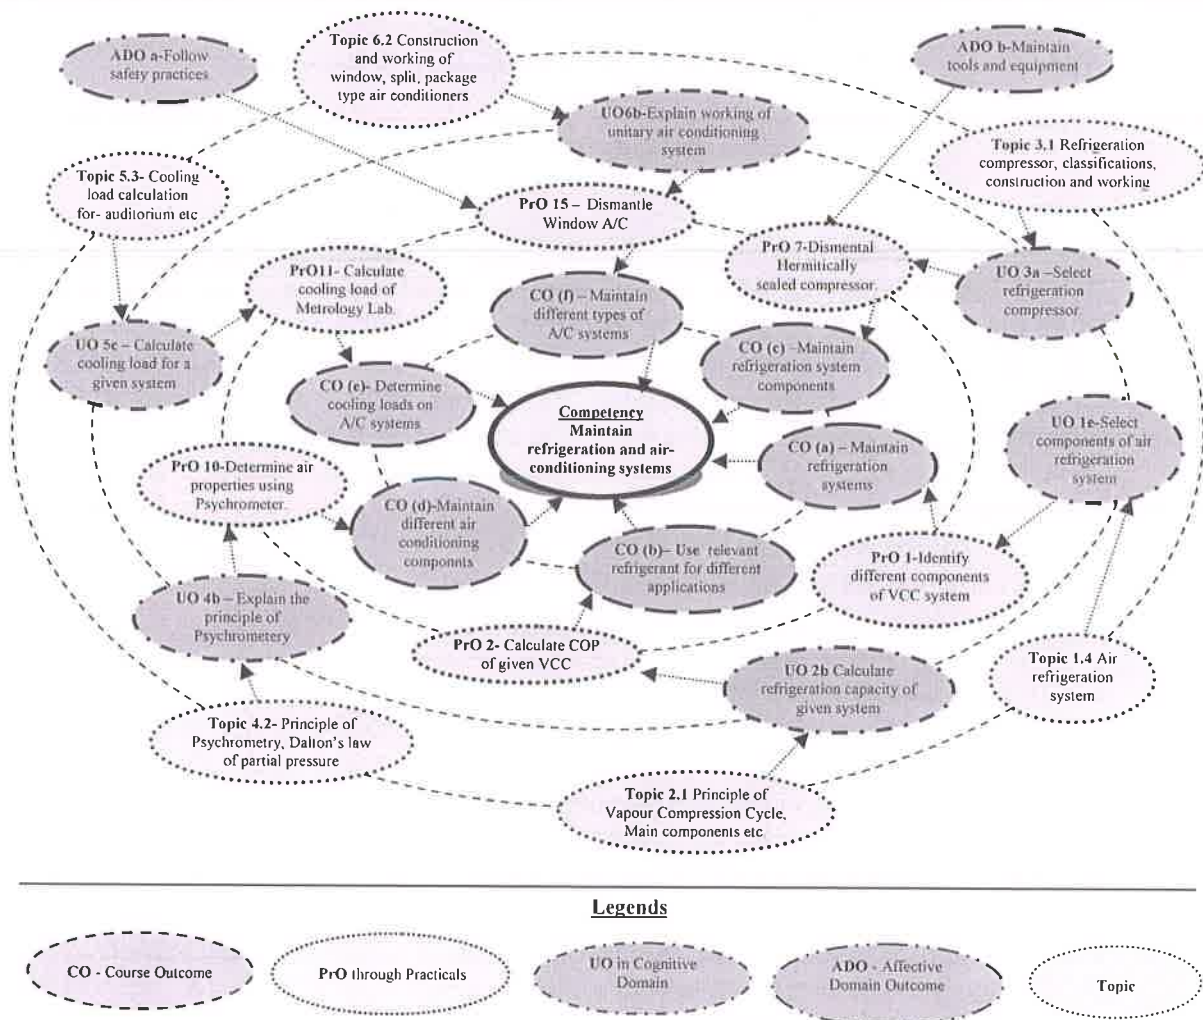 ADO a-Follow
safety practices
Topic 6.2 Construction
and working of
window, split, package
type air conditioners
ADO b-Maintain
tools and equipment
UO6b-Explain working of
unitary air conditioning
system
Topic 3.1 Refrigeration
compressor, classifications,
construction and working
Topic 5.3- Cooling
load calculation
for- auditorium etc
PrO 15 – Dismantle
Window A/C
PrO 7-Dismental
Hermitically
sealed compressor.
PrO11- Calculate
cooling load of
Metrology Lab.
UO 3a –Select
refrigeration
compressor.
CO (f) – Maintain
different types of
A/C systems
UO 5c – Calculate
cooling load for a
given system
CO (c) –Maintain
refrigeration system
components
CO (e)- Determine
cooling loads on
A/C systems
Competency
Maintain
refrigeration and air-
conditioning systems
UO 1e-Select
components of air
refrigeration
system
CO (a) – Maintain
refrigeration
systems
PrO 10-Determine air
properties using
Psychrometer.
CO (d)-Maintain
different air
conditioning
componnts
CO (b)– Use relevant
refrigerant for different
applications
PrO 1-Identify
different components
of VCC system
UO 4b – Explain the
principle of
Psychrometery
PrO 2- Calculate COP
of given VCC
UO 2b Calculate
refrigeration capacity of
given system
Topic 1.4 Air
refrigeration
system
Topic 4.2- Principle of
Psychrometry, Dalton's law
of partial pressure
Topic 2.1 Principle of
Vapour Compression Cycle,
Main components etc
Legends
CO - Course Outcome
PrO through Practicals
UO in Cognitive
Domain
ADO - Affective
Domain Outcome
Topic